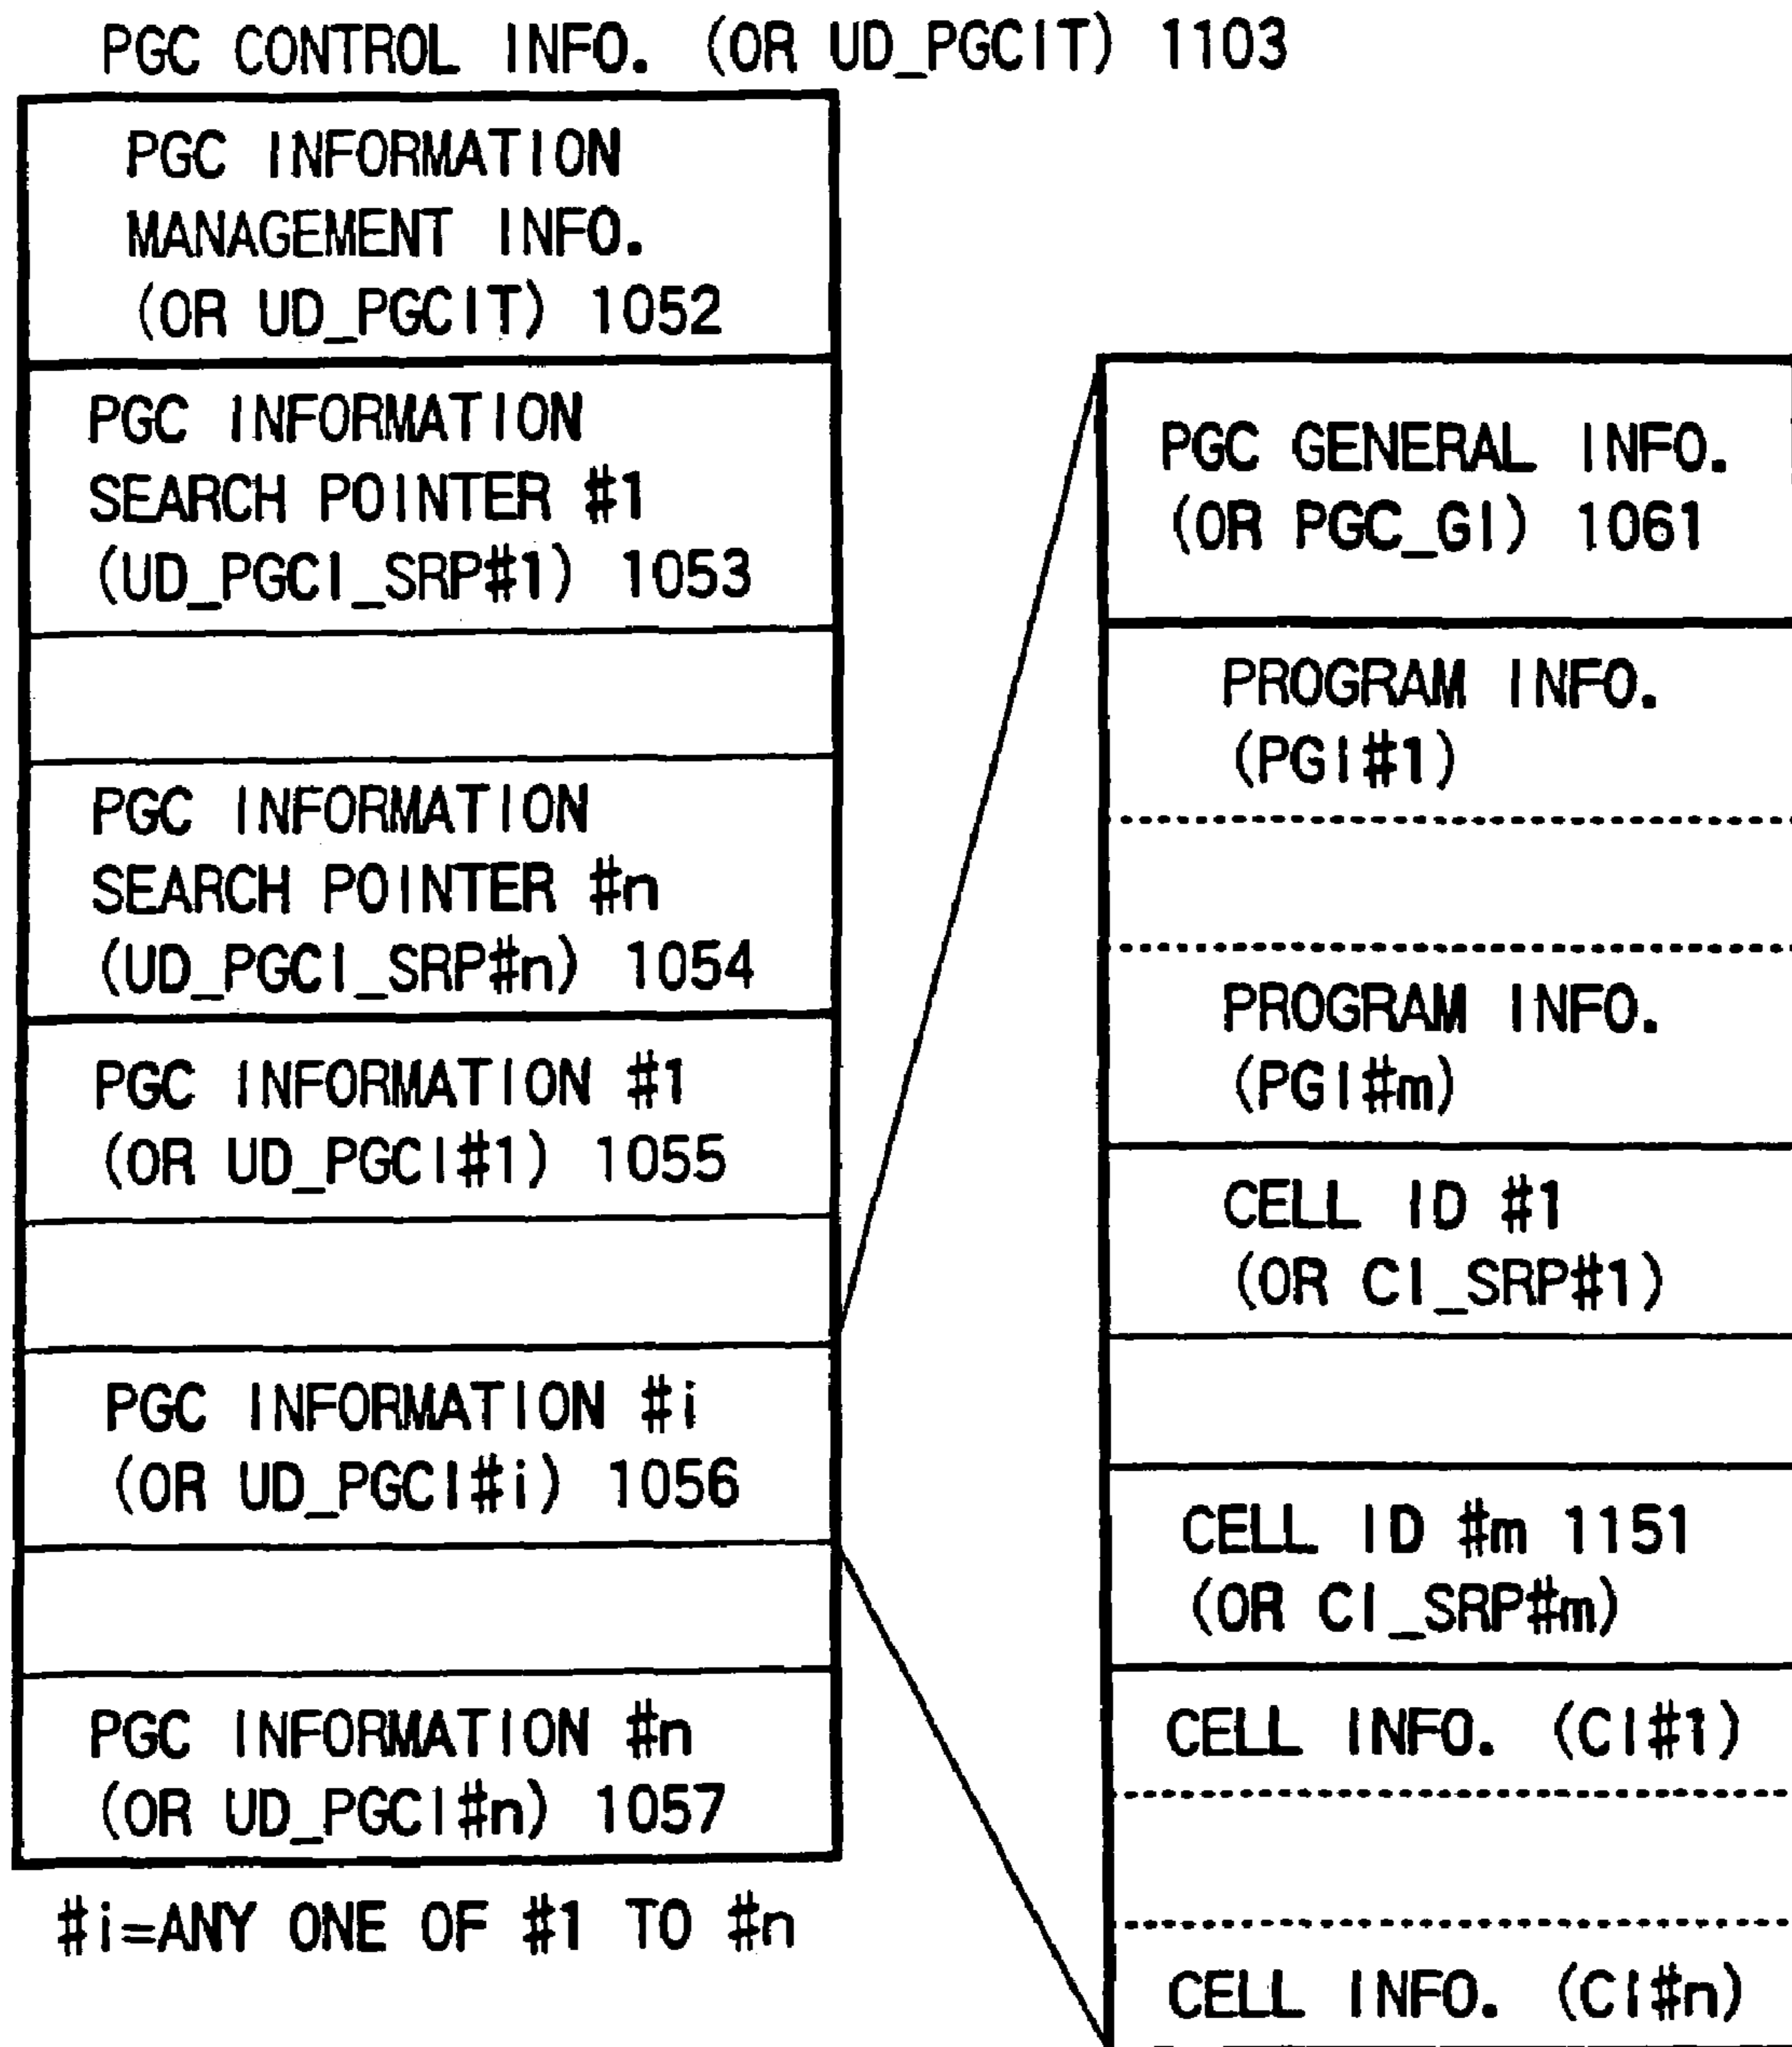 PGC CONTROL INFO. (OR UD_PGCIT) 1103
PGC INFORMATION
MANAGEMENT INFO.
(OR UD_PGCIT) 1052
PGC INFORMATION
SEARCH POINTER #1
(UD_PGCI_SRP#1) 1053
PGC INFORMATION
SEARCH POINTER #n
(UD_PGCI_SRP#n) 1054
PGC INFORMATION #1
(OR UD_PGCI#1) 1055
PGC INFORMATION #i
(OR UD_PGCI#i) 1056
PGC INFORMATION #n
(OR UD_PGCI#n) 1057
#i=ANY ONE OF #1 TO #n
PGC GENERAL INFO.
(OR PGC_GI) 1061
PROGRAM INFO.
(PGI#1)
PROGRAM INFO.
(PGI#m)
CELL ID #1
(OR CI_SRP#1)
CELL ID #m 1151
(OR CI_SRP#m)
CELL INFO. (CI#1)
CELL INFO. (CI#n)